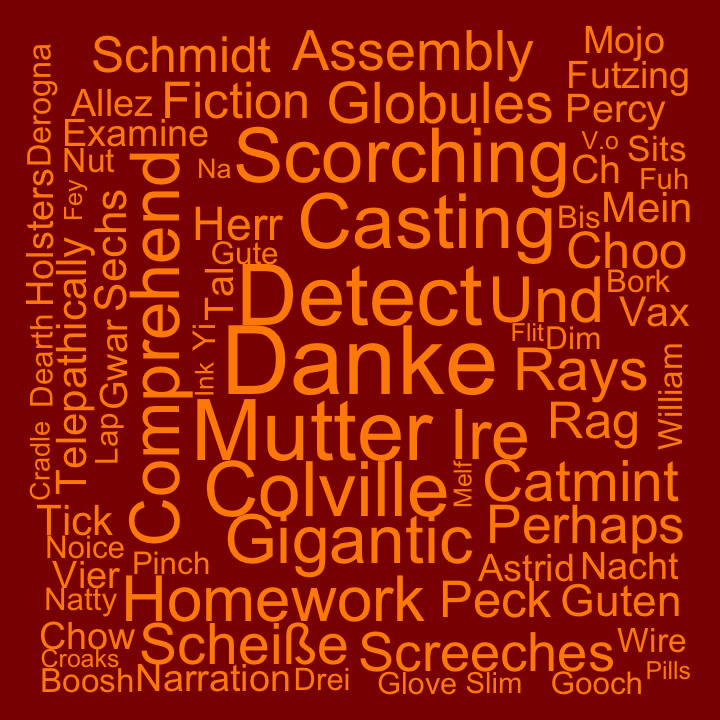 Schmidt Assembly Mojo
Futzing
Allez Fiction Globules Percy
Examine Scorching V.o Sits
Nut Na Ch Fuh
Derogna
Holsters
Fey
Sechs
Comprehend
Herr Casting Bis Mein
Gute Choo
Telepathically
Tal
Detect Und Bork
Vax
Dearth
Gwar
Yi
Ink
Danke Flit Dim
Rays
William
Cradle
Lap
Mutter Ire Rag
Colville Melf Catmint
Tick Gigantic Perhaps
Noice Pinch Astrid Nacht
Vier
Natty Homework Peck Guten
Chow Scheiße Screeches Wire
Croaks Pills
Boosh Narration Drei Glove Slim Gooch